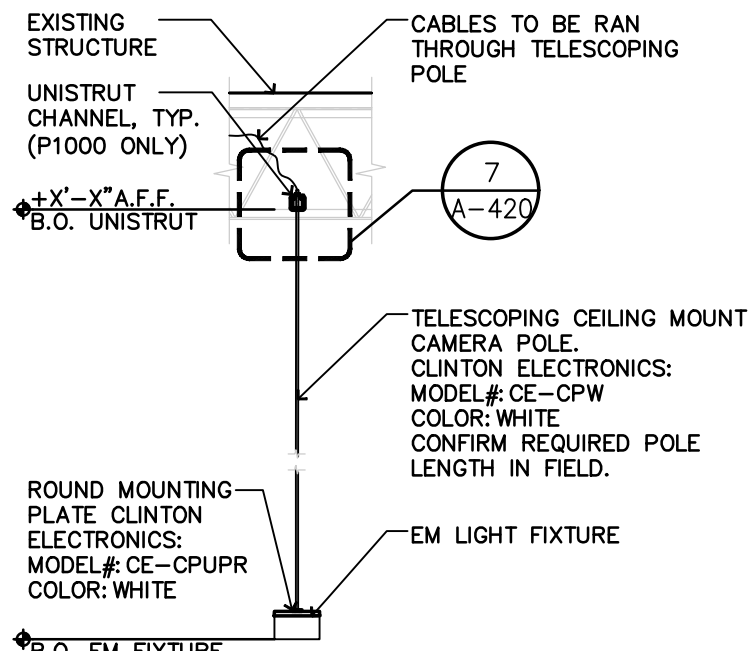 EXISTING
STRUCTURE
CABLES TO BE RAN
THROUGH TELESCOPING
POLE
UNISTRUT
CHANNEL, TYP.
(P1000 ONLY)
7
A-420
+X'-X" A.F.F.
B.O. UNISTRUT
TELESCOPING CEILING MOUNT
CAMERA POLE.
CLINTON ELECTRONICS:
MODEL#: CE-CPW
COLOR: WHITE
CONFIRM REQUIRED POLE
LENGTH IN FIELD.
ROUND MOUNTING
PLATE CLINTON
ELECTRONICS:
MODEL#: CE-CPUPR
COLOR: WHITE
EM LIGHT FIXTURE
B.O. EM FIXTURE